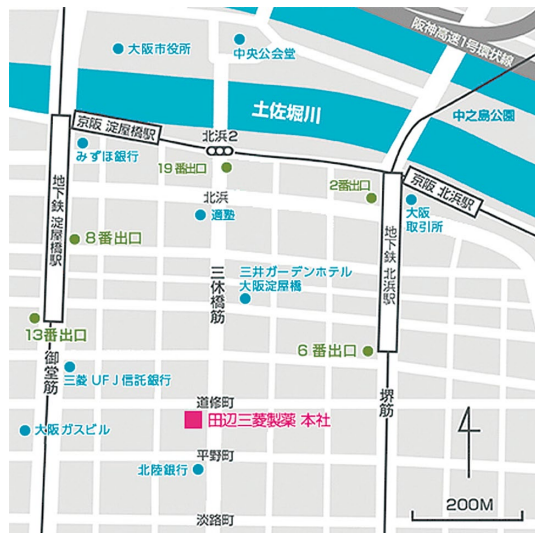 阪神高速1号環状線
大阪市役所
中央公会堂
土佐堀川
中之島公園
京阪 淀屋橋駅
北浜2
みずほ銀行
19番出口
2番出口
京阪 北浜駅
北浜
適塾
大阪
取引所
地下鉄 淀屋橋駅
8番出口
地下鉄 北浜駅
三休橋筋
三井ガーデンホテル
大阪淀屋橋
13番出口
6番出口
御堂筋
三菱UFJ信託銀行
堺筋
道修町
田辺三菱製薬 本社
大阪ガスビル
平野町
北陸銀行
200M
淡路町